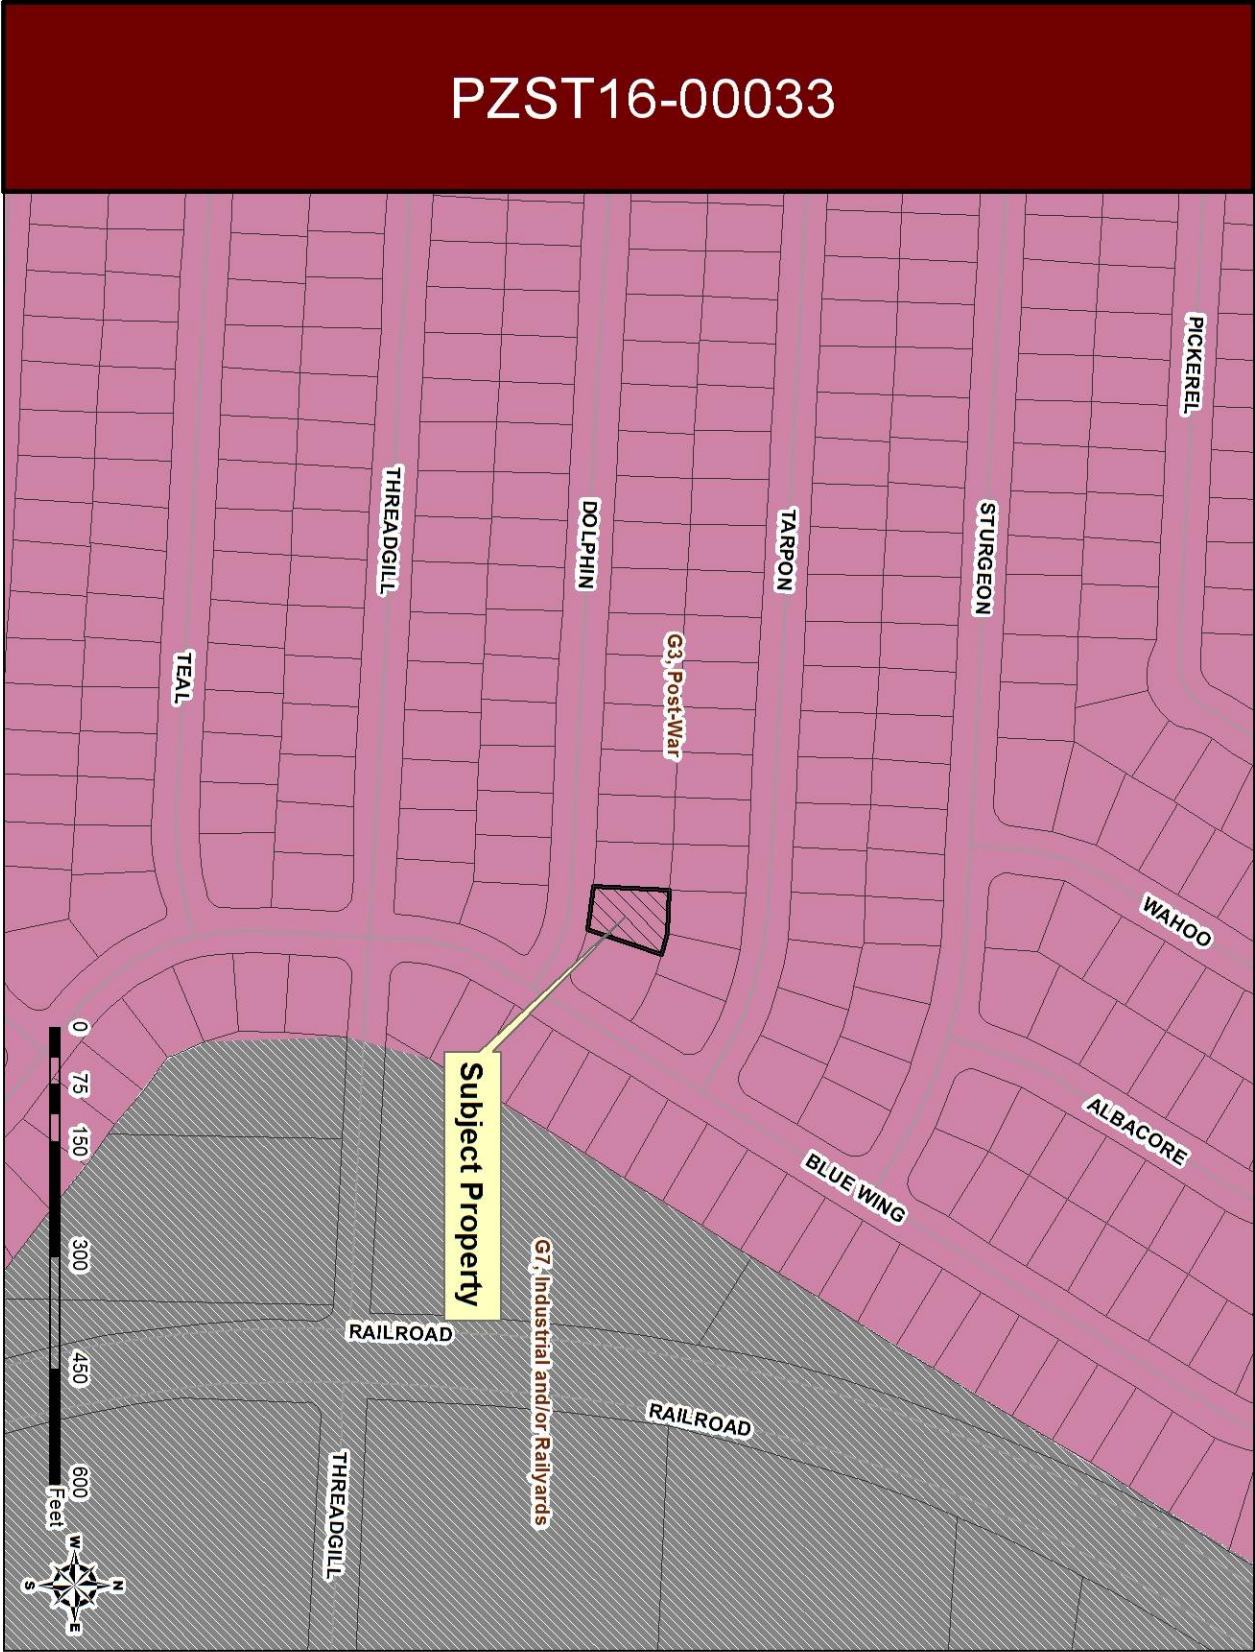 PZST16-00033
PICKEREL
THREADGILL
DOLPHIN
TARPON
STURGEON
TEAL
G3, Post-War
WAHOO
ALBACORE
BLUE WING
Subject Property
G7, Industrial and/or Railyards
RAILROAD
RAILROAD
THREADGILL
0 75 150 300 450 600
Feet
N
W
E
S